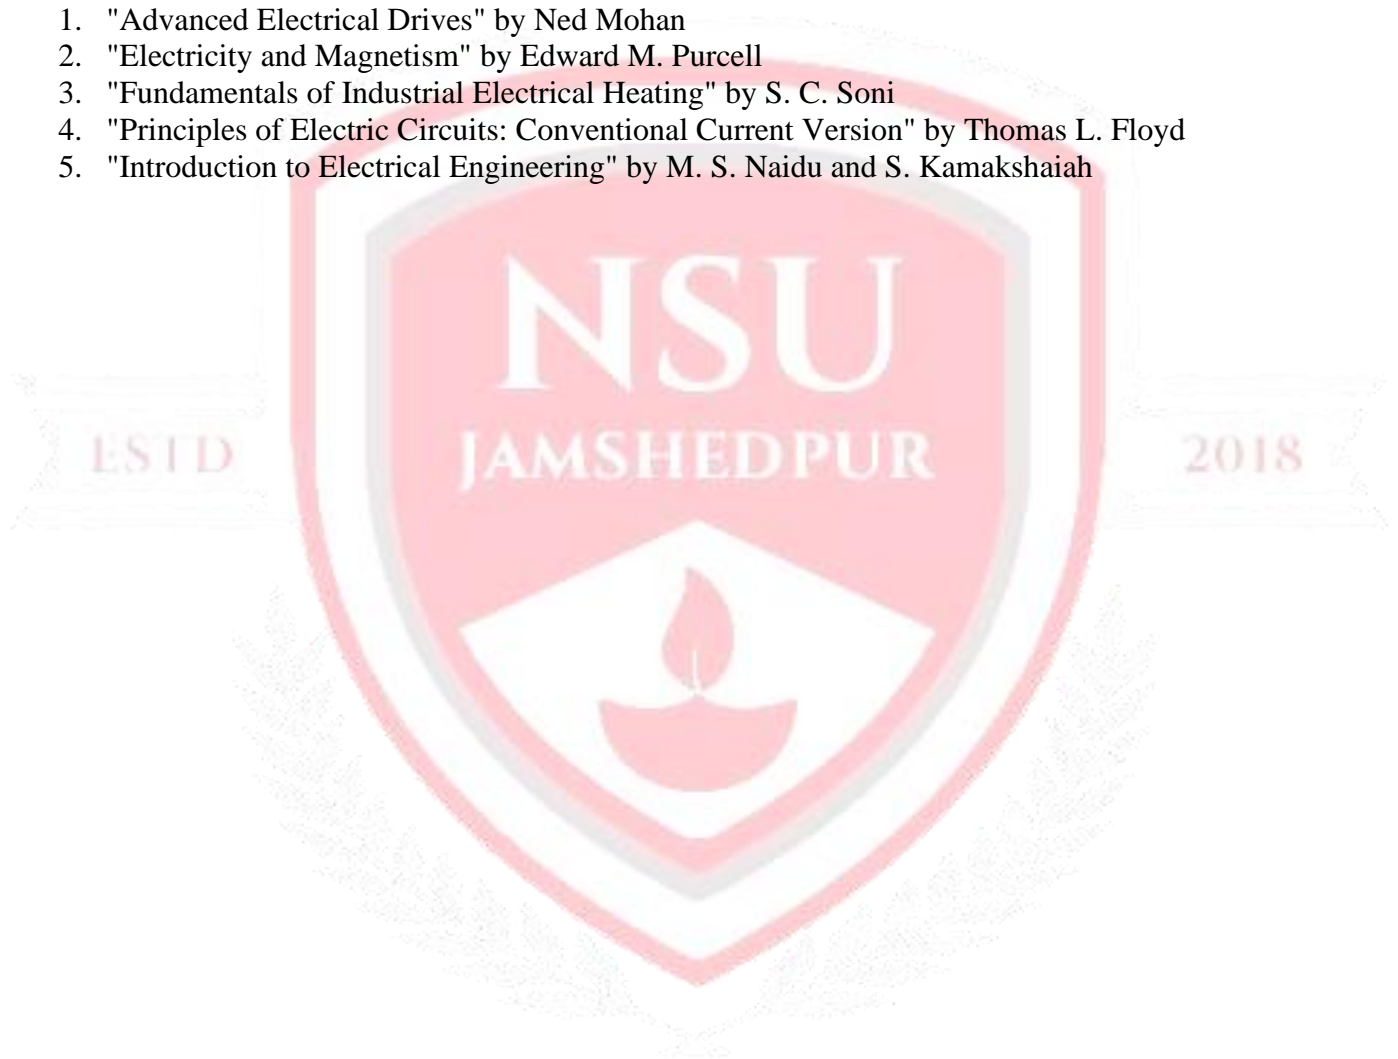 1. "Advanced Electrical Drives" by Ned Mohan
2. "Electricity and Magnetism" by Edward M. Purcell
3. "Fundamentals of Industrial Electrical Heating" by S. C. Soni
4. "Principles of Electric Circuits: Conventional Current Version" by Thomas L. Floyd
5. "Introduction to Electrical Engineering" by M. S. Naidu and S. Kamakshaiah
NSU
JAMSHEDPUR
ESTD
2018